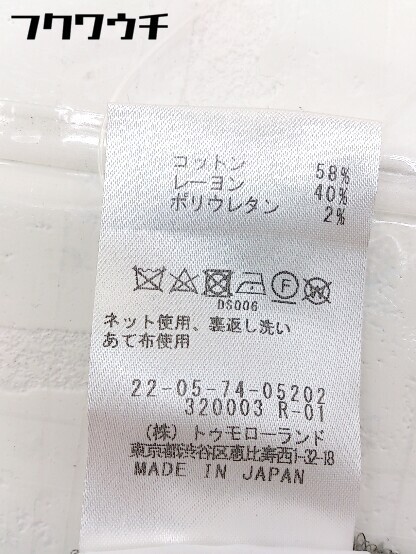 フクワウチ
コットン 58%
レーヨン 40%
ポリウレタン 2%
DS006
ネット使用、裏返し洗い
あて布使用
22-05-74-05202
320003 R-01
(株) トゥモローランド
東京都渋谷区恵比寿西1-32-18
MADE IN JAPAN